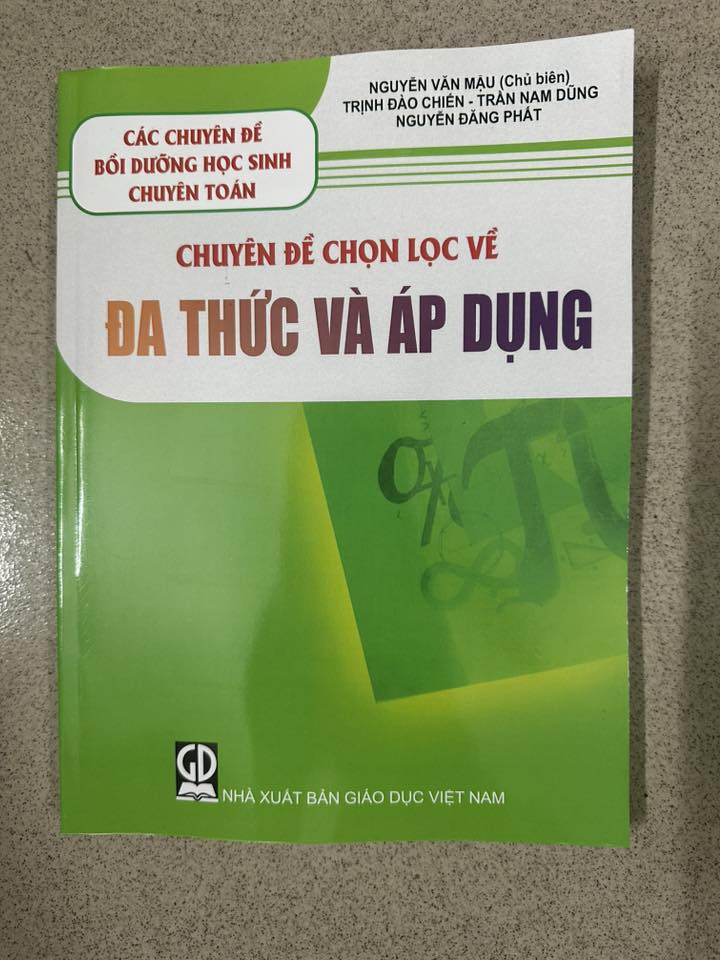 NGUYỄN VĂN MẬU (Chủ biên)
TRỊNH ĐÀO CHIẾN - TRẦN NAM DŨNG
NGUYỄN ĐĂNG PHẤT
CÁC CHUYÊN ĐỀ
BỒI DƯỠNG HỌC SINH
CHUYÊN TOÁN
CHUYÊN ĐỀ CHỌN LỌC VỀ
ĐA THỨC VÀ ÁP DỤNG
GD
NHÀ XUẤT BẢN GIÁO DỤC VIỆT NAM